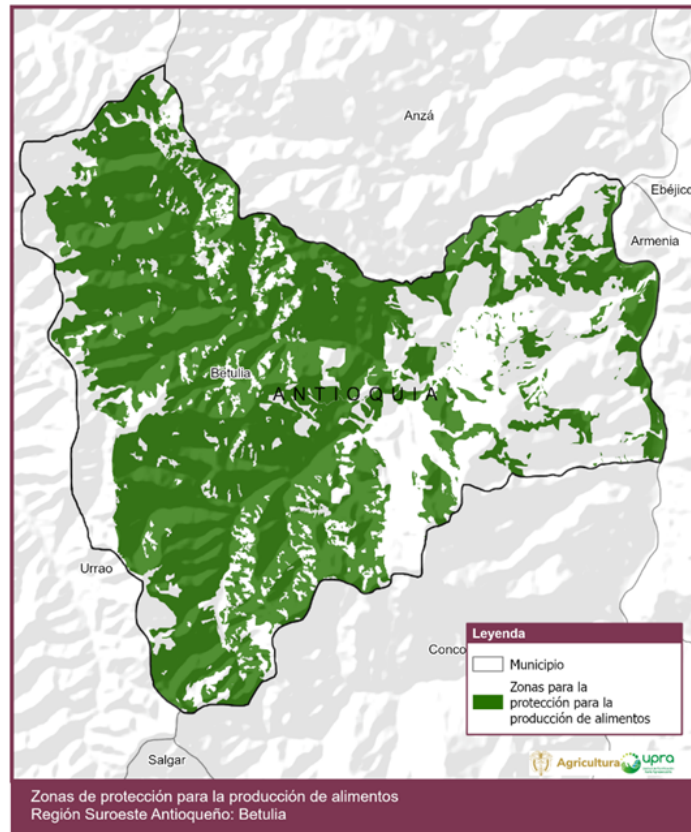 Anzá
Ebéjico
Armenia
Betulia
ANTIOQUIA
Urrao
Conco
Salgar
Leyenda
Municipio
Zonas para la
protección para la
producción de alimentos
Agricultura upra
Zonas de protección para la producción de alimentos
Región Suroeste Antioqueño: Betulia